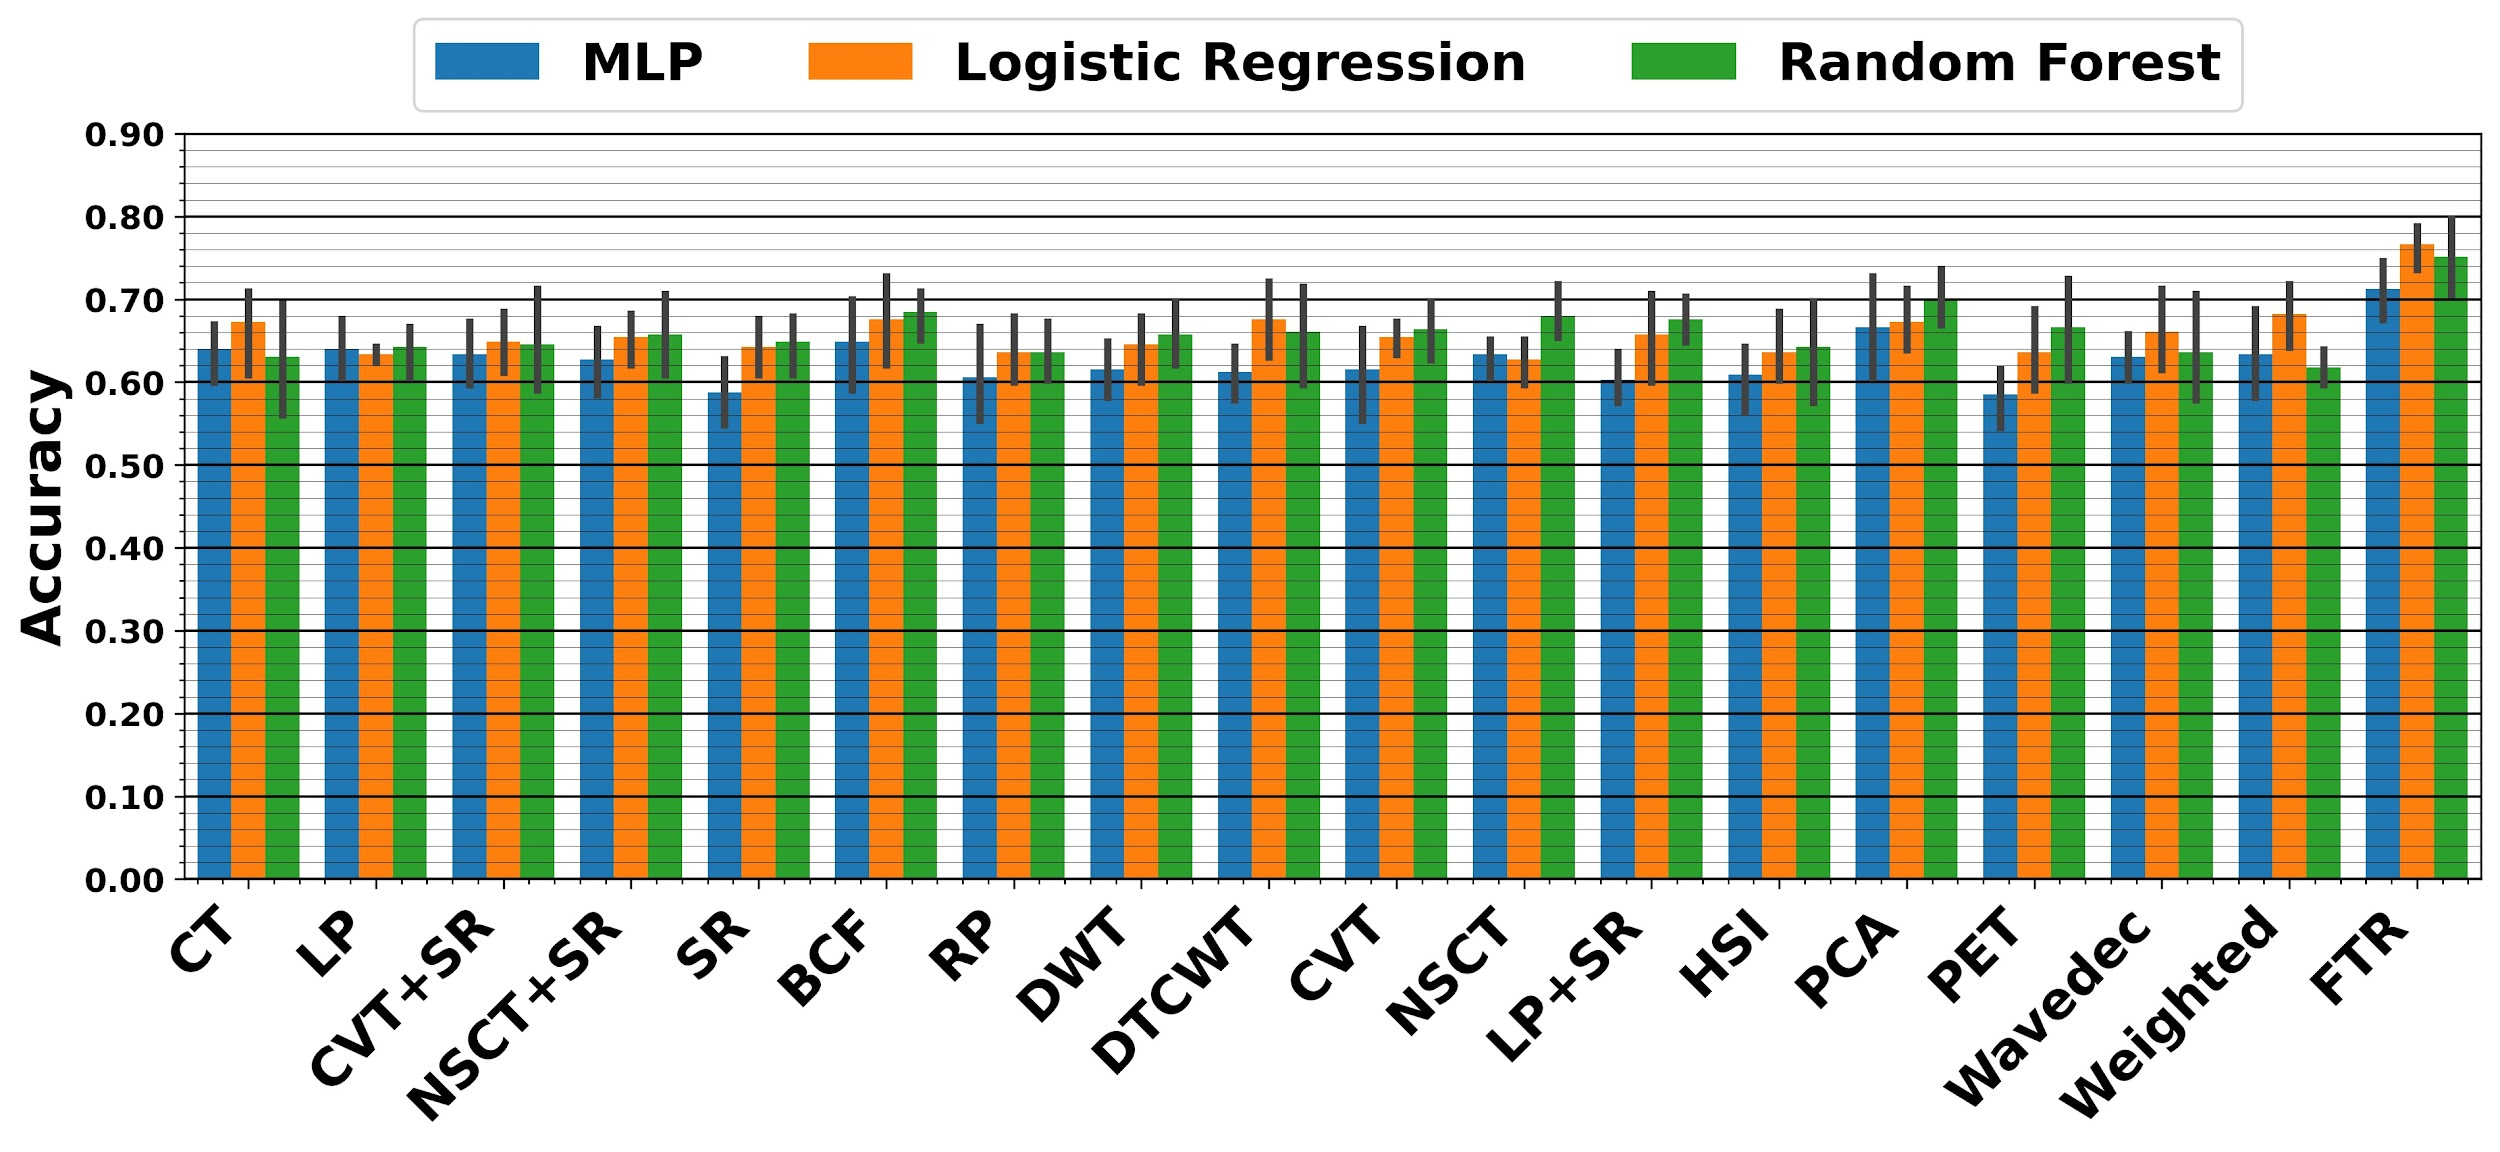 MLP Logistic Regression Random Forest
0.90
0.80
0.70
0.60
0.50
0.40
0.30
0.20
0.10
0.00
Accuracy
CT
LP
CVT+SR
NSCT+SR
SR
BCF
RP
DWT
DTCWT
CVT
NSCT
LP+SR
HSI
PCA
PET
Wavedec
Weighted
FTR